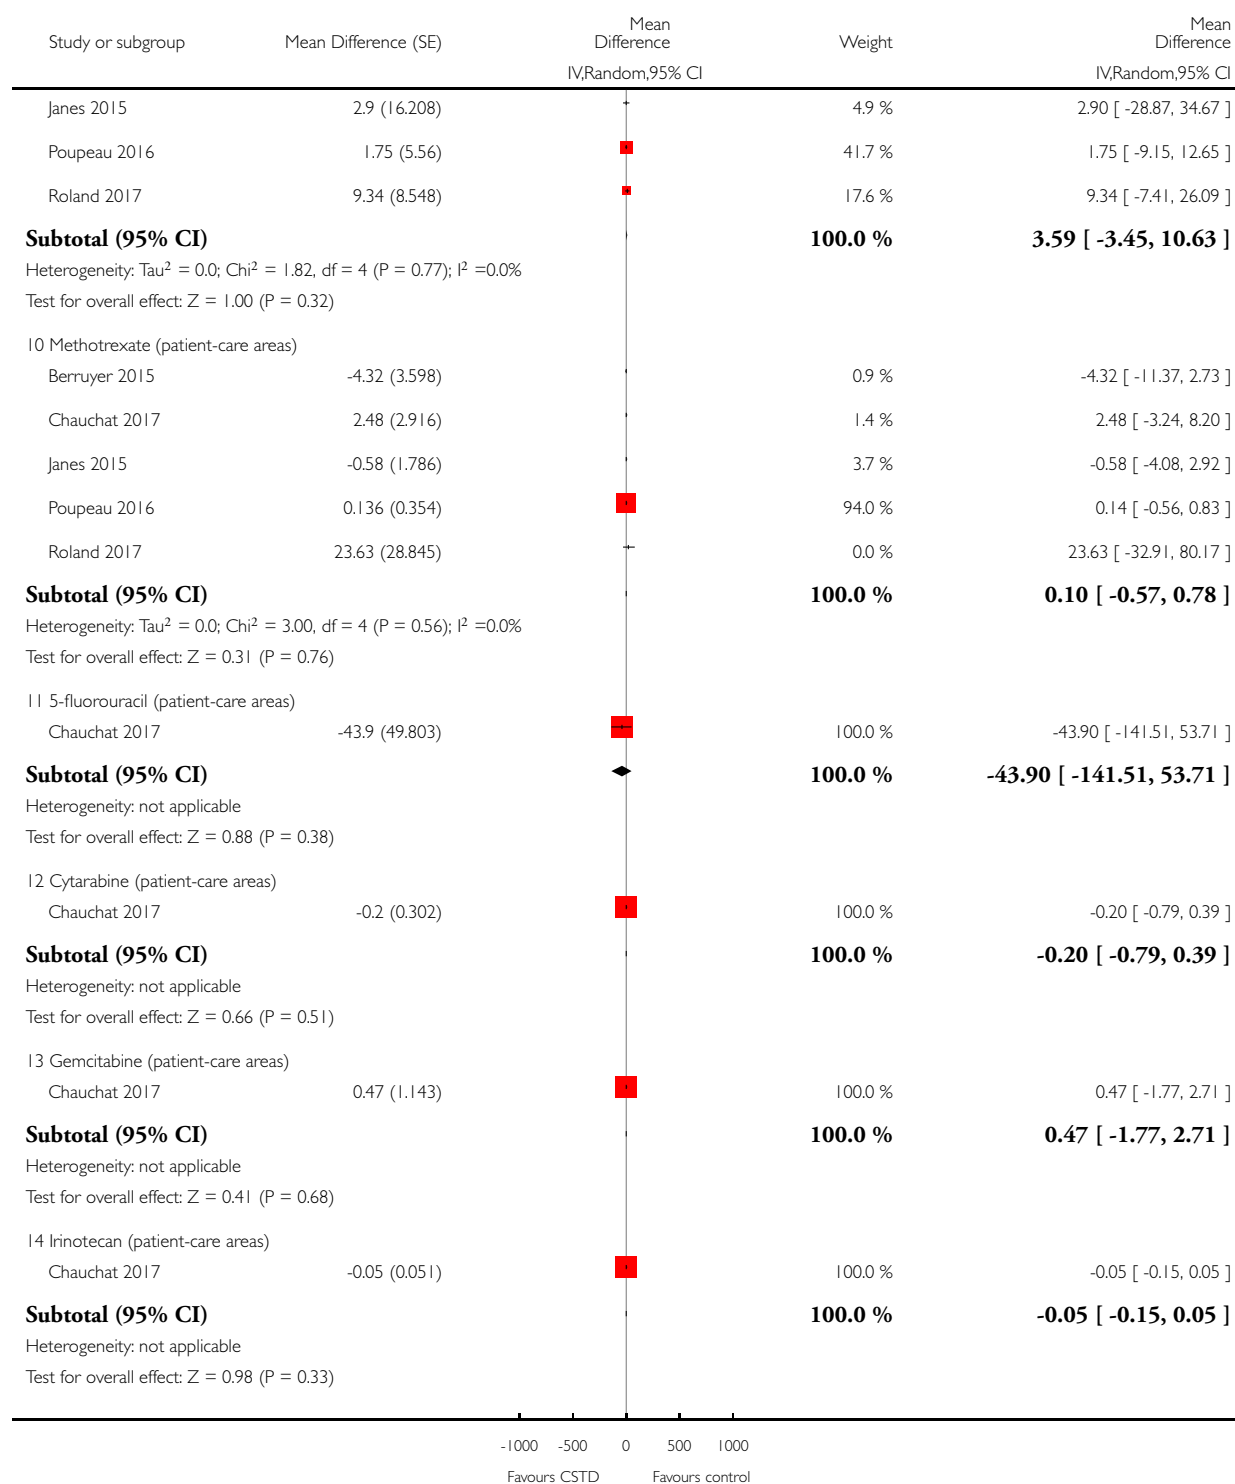 Study or subgroup Mean Difference (SE) Mean Difference Weight Mean Difference
IV,Random,95% CI IV,Random,95% CI
Janes 2015 2.9 (16.208) 4.9 % 2.90 [ -28.87, 34.67 ]
Poupeau 2016 1.75 (5.56) 41.7 % 1.75 [ -9.15, 12.65 ]
Roland 2017 9.34 (8.548) 17.6 % 9.34 [ -7.41, 26.09 ]
Subtotal (95% CI) 100.0 % 3.59 [ -3.45, 10.63 ]
Heterogeneity: Tau² = 0.0; Chi² = 1.82, df = 4 (P = 0.77); I² =0.0%
Test for overall effect: Z = 1.00 (P = 0.32)
10 Methotrexate (patient-care areas)
Berruyer 2015 -4.32 (3.598) 0.9 % -4.32 [ -11.37, 2.73 ]
Chauchat 2017 2.48 (2.916) 1.4 % 2.48 [ -3.24, 8.20 ]
Janes 2015 -0.58 (1.786) 3.7 % -0.58 [ -4.08, 2.92 ]
Poupeau 2016 0.136 (0.354) 94.0 % 0.14 [ -0.56, 0.83 ]
Roland 2017 23.63 (28.845) 0.0 % 23.63 [ -32.91, 80.17 ]
Subtotal (95% CI) 100.0 % 0.10 [ -0.57, 0.78 ]
Heterogeneity: Tau² = 0.0; Chi² = 3.00, df = 4 (P = 0.56); I² =0.0%
Test for overall effect: Z = 0.31 (P = 0.76)
11 5-fluorouracil (patient-care areas)
Chauchat 2017 -43.9 (49.803) 100.0 % -43.90 [ -141.51, 53.71 ]
Subtotal (95% CI) 100.0 % -43.90 [ -141.51, 53.71 ]
Heterogeneity: not applicable
Test for overall effect: Z = 0.88 (P = 0.38)
12 Cytarabine (patient-care areas)
Chauchat 2017 -0.2 (0.302) 100.0 % -0.20 [ -0.79, 0.39 ]
Subtotal (95% CI) 100.0 % -0.20 [ -0.79, 0.39 ]
Heterogeneity: not applicable
Test for overall effect: Z = 0.66 (P = 0.51)
13 Gemcitabine (patient-care areas)
Chauchat 2017 0.47 (1.143) 100.0 % 0.47 [ -1.77, 2.71 ]
Subtotal (95% CI) 100.0 % 0.47 [ -1.77, 2.71 ]
Heterogeneity: not applicable
Test for overall effect: Z = 0.41 (P = 0.68)
14 Irinotecan (patient-care areas)
Chauchat 2017 -0.05 (0.051) 100.0 % -0.05 [ -0.15, 0.05 ]
Subtotal (95% CI) 100.0 % -0.05 [ -0.15, 0.05 ]
Heterogeneity: not applicable
Test for overall effect: Z = 0.98 (P = 0.33)
-1000 -500 0 500 1000
Favours CSTD Favours control